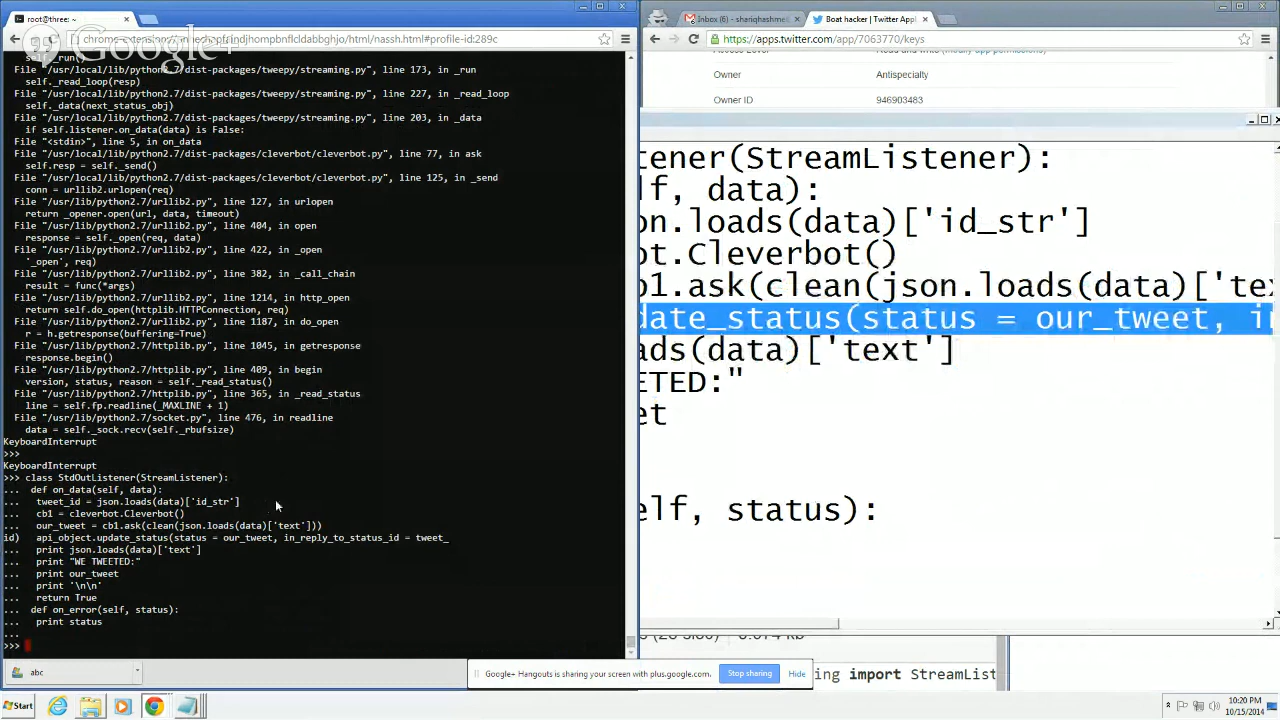 root@three: ~
chrome-extension://
nassh.html#profile-id:289c
Google+
_run()
File "/usr/local/lib/python2.7/dist-packages/tweepy/streaming.py", line 173, in _run
self._read_loop(resp)
File "/usr/local/lib/python2.7/dist-packages/tweepy/streaming.py", line 227, in _read_loop
self._data(next_status_obj)
File "/usr/local/lib/python2.7/dist-packages/tweepy/streaming.py", line 203, in _data
if self.listener.on_data(data) is False:
File "<stdin>", line 5, in on_data
File "/usr/local/lib/python2.7/dist-packages/cleverbot/cleverbot.py", line 77, in ask
self.resp = self._send()
File "/usr/local/lib/python2.7/dist-packages/cleverbot/cleverbot.py", line 125, in _send
conn = urllib2.urlopen(req)
File "/usr/lib/python2.7/urllib2.py", line 127, in urlopen
return _opener.open(url, data, timeout)
File "/usr/lib/python2.7/urllib2.py", line 404, in open
response = self._open(req, data)
File "/usr/lib/python2.7/urllib2.py", line 422, in _open
'_open', req)
File "/usr/lib/python2.7/urllib2.py", line 382, in _call_chain
result = func(*args)
File "/usr/lib/python2.7/urllib2.py", line 1214, in http_open
return self.do_open(httplib.HTTPConnection, req)
File "/usr/lib/python2.7/urllib2.py", line 1187, in do_open
r = h.getresponse(buffering=True)
File "/usr/lib/python2.7/httplib.py", line 1045, in getresponse
response.begin()
File "/usr/lib/python2.7/httplib.py", line 409, in begin
version, status, reason = self._read_status()
File "/usr/lib/python2.7/httplib.py", line 365, in _read_status
line = self.fp.readline(_MAXLINE + 1)
File "/usr/lib/python2.7/socket.py", line 476, in readline
data = self._sock.recv(self._rbufsize)
KeyboardInterrupt
>>>
KeyboardInterrupt
>>> class StdOutListener(StreamListener):
... def on_data(self, data):
... tweet_id = json.loads(data)['id_str']
... cb1 = cleverbot.Cleverbot()
... our_tweet = cb1.ask(clean(json.loads(data)['text']))
id) api_object.update_status(status = our_tweet, in_reply_to_status_id = tweet_
... print json.loads(data)['text']
... print "WE TWEETED:"
... print our_tweet
... print '\n\n'
... return True
... def on_error(self, status):
... print status
...
>>>
abc
Inbox (6) - shariqhashme
Boat hacker | Twitter Appl
https://apps.twitter.com/app/7063770/keys
Owner Antispecialty
Owner ID 946903483
tener(StreamListener):
lf, data):
on.loads(data)['id_str']
ot.Cleverbot()
b1.ask(clean(json.loads(data)['tex
date_status(status = our_tweet, in
ads(data)['text']
ETED:"
et
elf, status):
ing import StreamList
Google+ Hangouts is sharing your screen with plus.google.com.
Stop sharing
Hide
Start
10:20 PM
10/15/2014